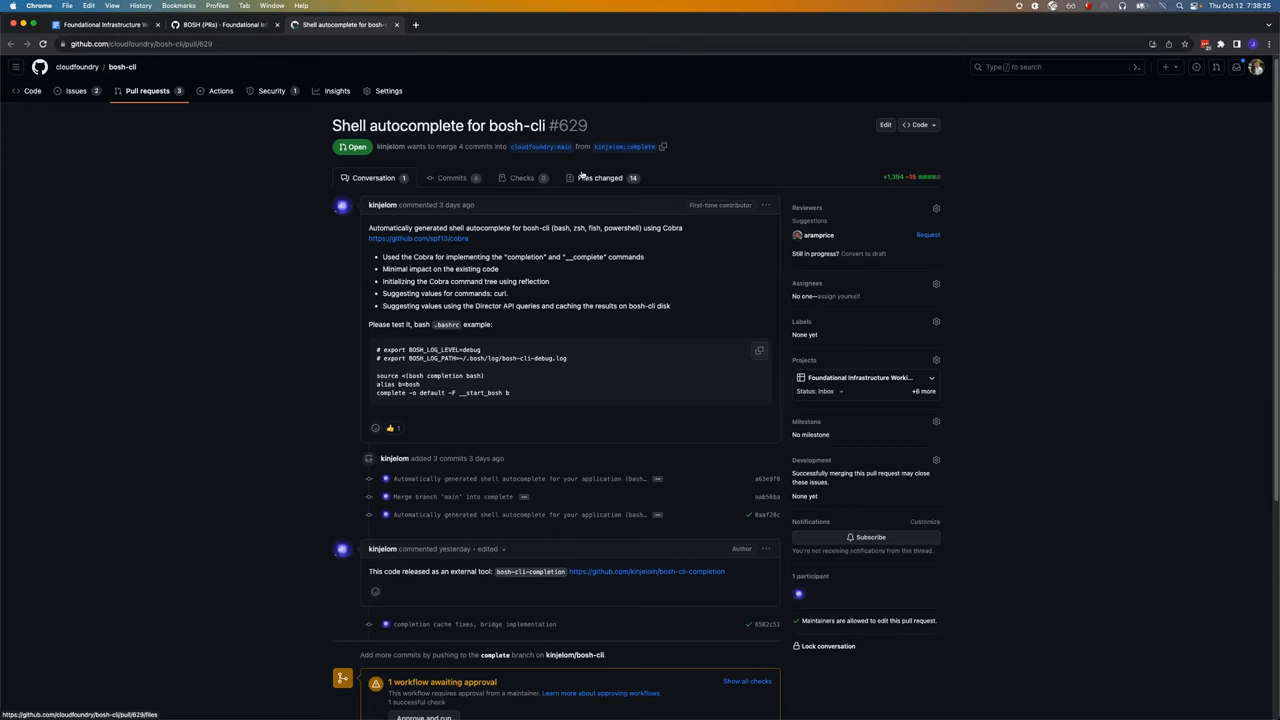 Chrome File Edit View History Bookmarks Profiles Tab Window Help
Thu Oct 12 7:38:25
Foundational Infrastructure W
BOSH (PRs) · Foundational Inf
Shell autocomplete for bosh-
github.com/cloudfoundry/bosh-cli/pull/629
cloudfoundry / bosh-cli
Type / to search
Code
Issues 2
Pull requests 3
Actions
Security 1
Insights
Settings
Shell autocomplete for bosh-cli #629
Edit
<> Code
Open
kinjelom wants to merge 4 commits into cloudfoundry:main from kinjelom:complete
Conversation 1
Commits 4
Checks 0
Files changed 14
+1,394 −15
kinjelom commented 3 days ago
First-time contributor
Automatically generated shell autocomplete for bosh-cli (bash, zsh, fish, powershell) using Cobra
https://github.com/spf13/cobra
• Used the Cobra for implementing the "completion" and "__complete" commands
• Minimal impact on the existing code
• Initializing the Cobra command tree using reflection
• Suggesting values for commands: curl.
• Suggesting values using the Director API queries and caching the results on bosh-cli disk
Please test it, bash .bashrc example:
# export BOSH_LOG_LEVEL=debug
# export BOSH_LOG_PATH=~/.bosh/log/bosh-cli-debug.log
source <(bosh completion bash)
alias b=bosh
complete -o default -F __start_bosh b
👍 1
kinjelom added 3 commits 3 days ago
Automatically generated shell autocomplete for your application (bash… a63e9f0
Merge branch 'main' into complete aab56ba
Automatically generated shell autocomplete for your application (bash… 0aaf28c
kinjelom commented yesterday • edited
Author
This code released as an external tool: bosh-cli-completion https://github.com/kinjelom/bosh-cli-completion
completion cache fixes, bridge implementation 6582c51
Add more commits by pushing to the complete branch on kinjelom/bosh-cli.
1 workflow awaiting approval
Show all checks
This workflow requires approval from a maintainer. Learn more about approving workflows.
1 successful check
Approve and run
Reviewers
Suggestions
aramprice
Request
Still in progress? Convert to draft
Assignees
No one—assign yourself
Labels
None yet
Projects
Foundational Infrastructure Worki...
Status: Inbox
+6 more
Milestone
No milestone
Development
Successfully merging this pull request may close
these issues.
None yet
Notifications
Customize
Subscribe
You're not receiving notifications from this thread.
1 participant
Maintainers are allowed to edit this pull request.
Lock conversation
https://github.com/cloudfoundry/bosh-cli/pull/629/files